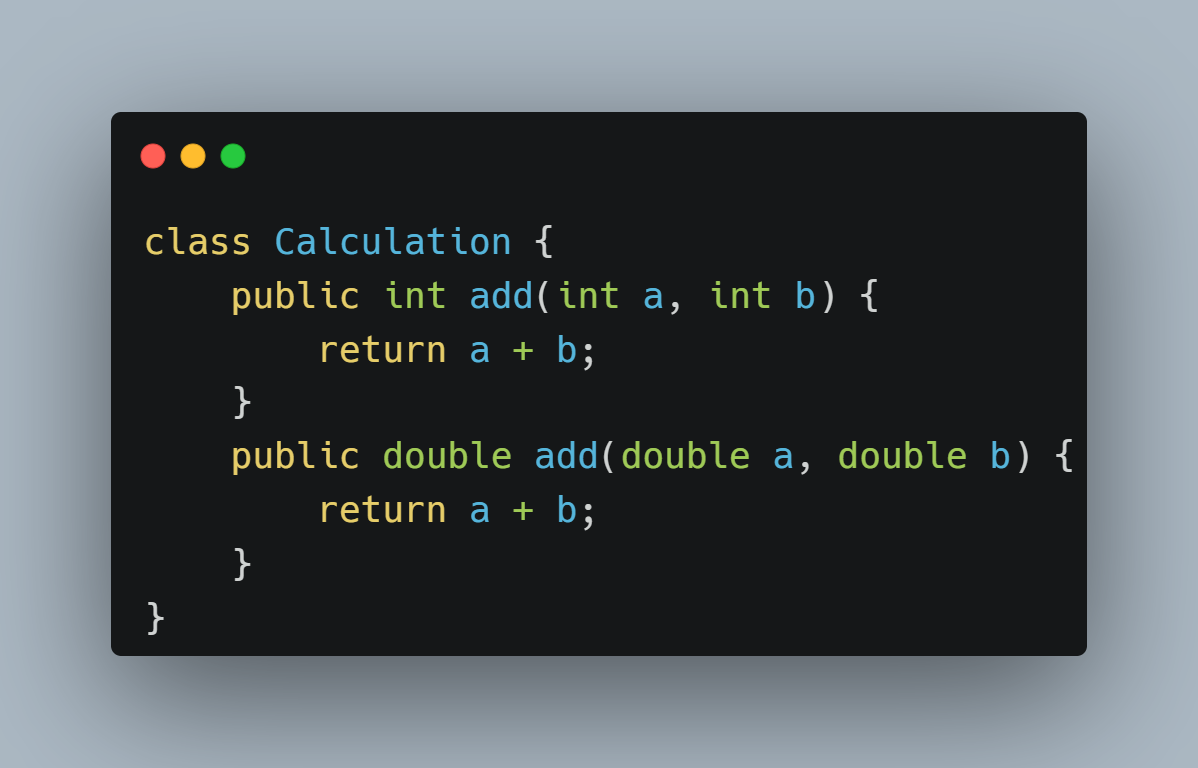 class Calculation {
    public int add(int a, int b) {
        return a + b;
    }
    public double add(double a, double b) {
        return a + b;
    }
}